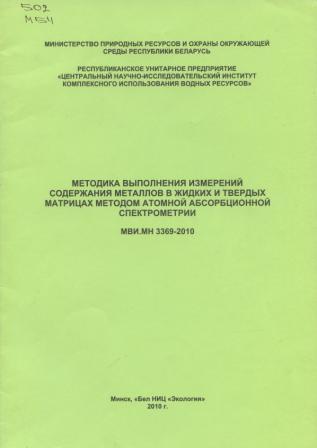 502
М54
МИНИСТЕРСТВО ПРИРОДНЫХ РЕСУРСОВ И ОХРАНЫ ОКРУЖАЮЩЕЙ
СРЕДЫ РЕСПУБЛИКИ БЕЛАРУСЬ
РЕСПУБЛИКАНСКОЕ УНИТАРНОЕ ПРЕДПРИЯТИЕ
«ЦЕНТРАЛЬНЫЙ НАУЧНО-ИССЛЕДОВАТЕЛЬСКИЙ ИНСТИТУТ
КОМПЛЕКСНОГО ИСПОЛЬЗОВАНИЯ ВОДНЫХ РЕСУРСОВ»
МЕТОДИКА ВЫПОЛНЕНИЯ ИЗМЕРЕНИЙ
СОДЕРЖАНИЯ МЕТАЛЛОВ В ЖИДКИХ И ТВЕРДЫХ
МАТРИЦАХ МЕТОДОМ АТОМНОЙ АБСОРБЦИОННОЙ
СПЕКТРОМЕТРИИ
МВИ.МН 3369-2010
Минск, «Бел НИЦ «Экология»
2010 г.